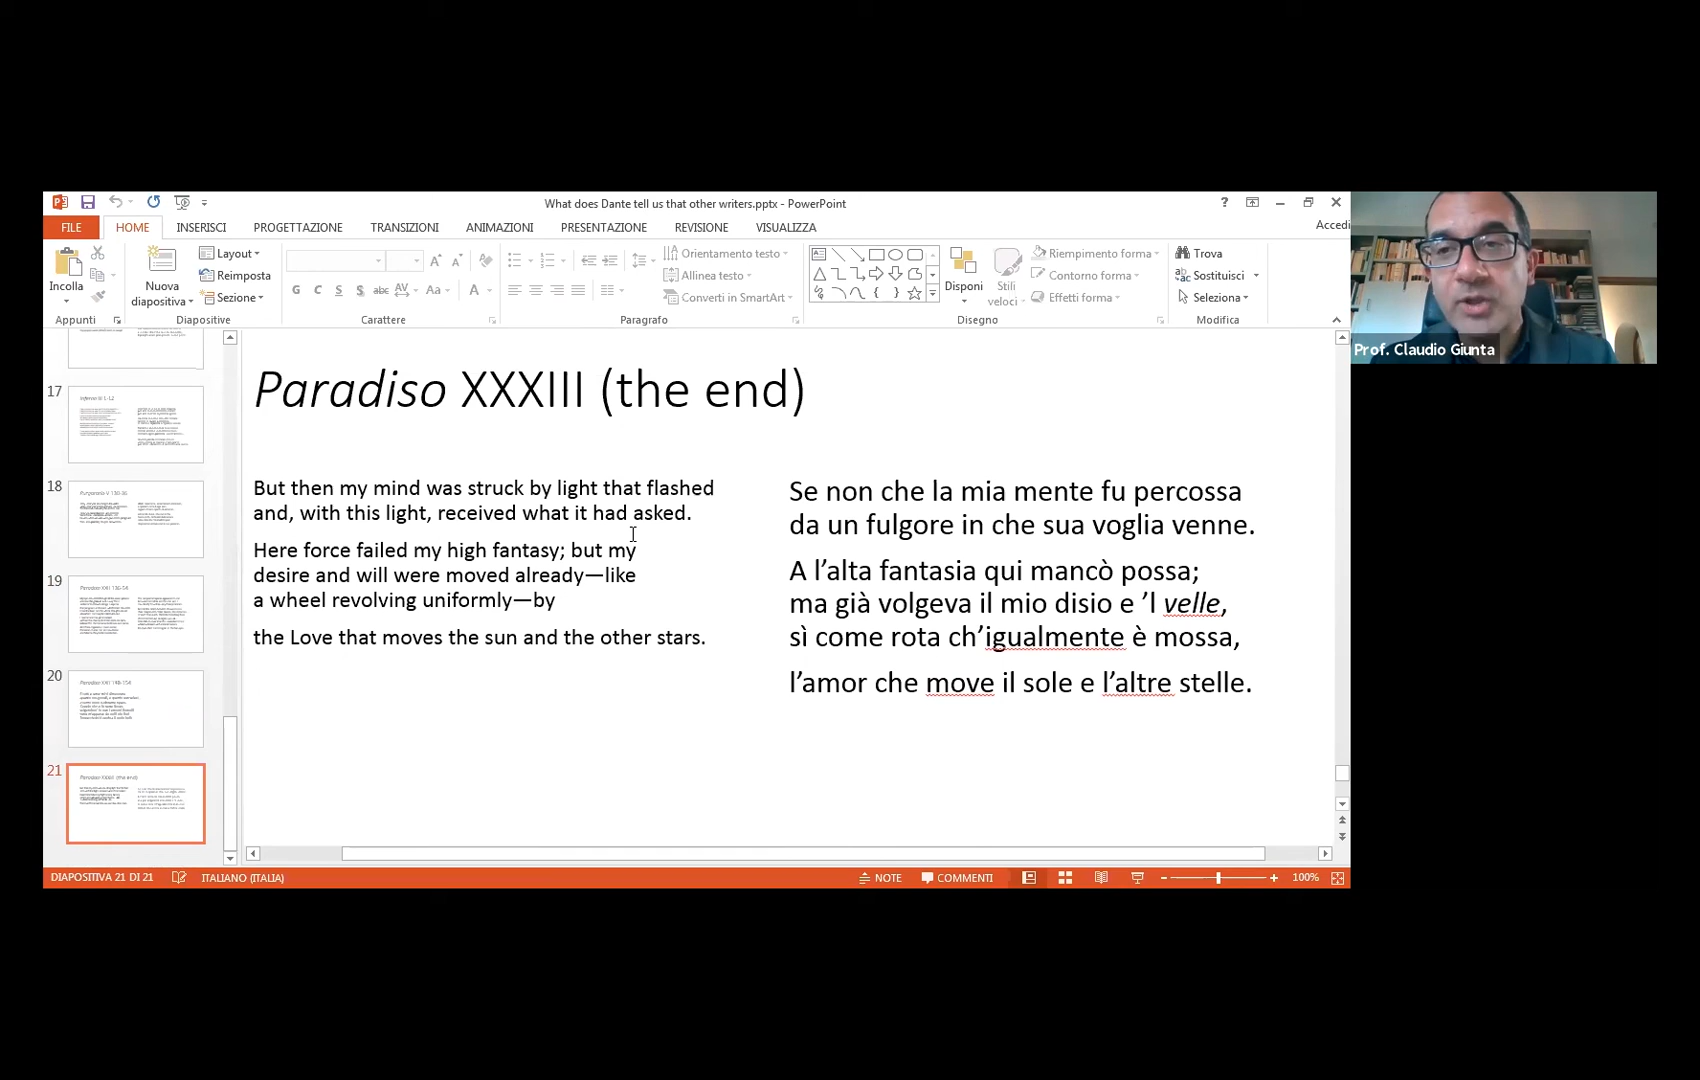 What does Dante tell us that other writers.pptx - PowerPoint
FILE HOME INSERISCI PROGETTAZIONE TRANSIZIONI ANIMAZIONI PRESENTAZIONE REVISIONE VISUALIZZA Accedi
Incolla
Appunti
Nuova
diapositiva
Layout
Reimposta
Sezione
Diapositive
G C S S abc AV Aa A
Carattere
Orientamento testo
Allinea testo
Converti in SmartArt
Paragrafo
Disponi
Stili
veloci
Riempimento forma
Contorno forma
Effetti forma
Disegno
Trova
Sostituisci
Seleziona
Modifica
Prof. Claudio Giunta
17
18
19
20
21
Paradiso XXXIII (the end)
But then my mind was struck by light that flashed
and, with this light, received what it had asked.
Here force failed my high fantasy; but my
desire and will were moved already—like
a wheel revolving uniformly—by
the Love that moves the sun and the other stars.
Se non che la mia mente fu percossa
da un fulgore in che sua voglia venne.
A l’alta fantasia qui mancò possa;
ma già volgeva il mio disio e ’l velle,
sì come rota ch’igualmente è mossa,
l’amor che move il sole e l’altre stelle.
DIAPOSITIVA 21 DI 21 ITALIANO (ITALIA) NOTE COMMENTI 100%